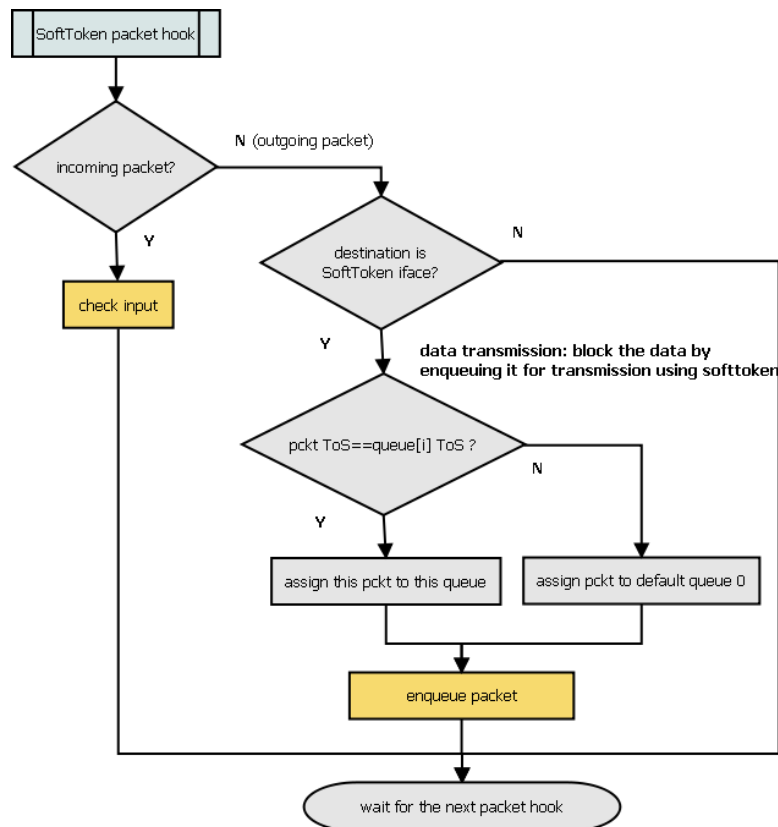 SoftToken packet hook
N (outgoing packet)
incoming packet?
Y
N
destination is
SoftToken iface?
check input
Y
data transmission: block the data by
enqueuing it for transmission using softtoken
pckt ToS==queue[i] ToS ?
N
Y
assign this pckt to this queue
assign pckt to default queue 0
enqueue packet
wait for the next packet hook